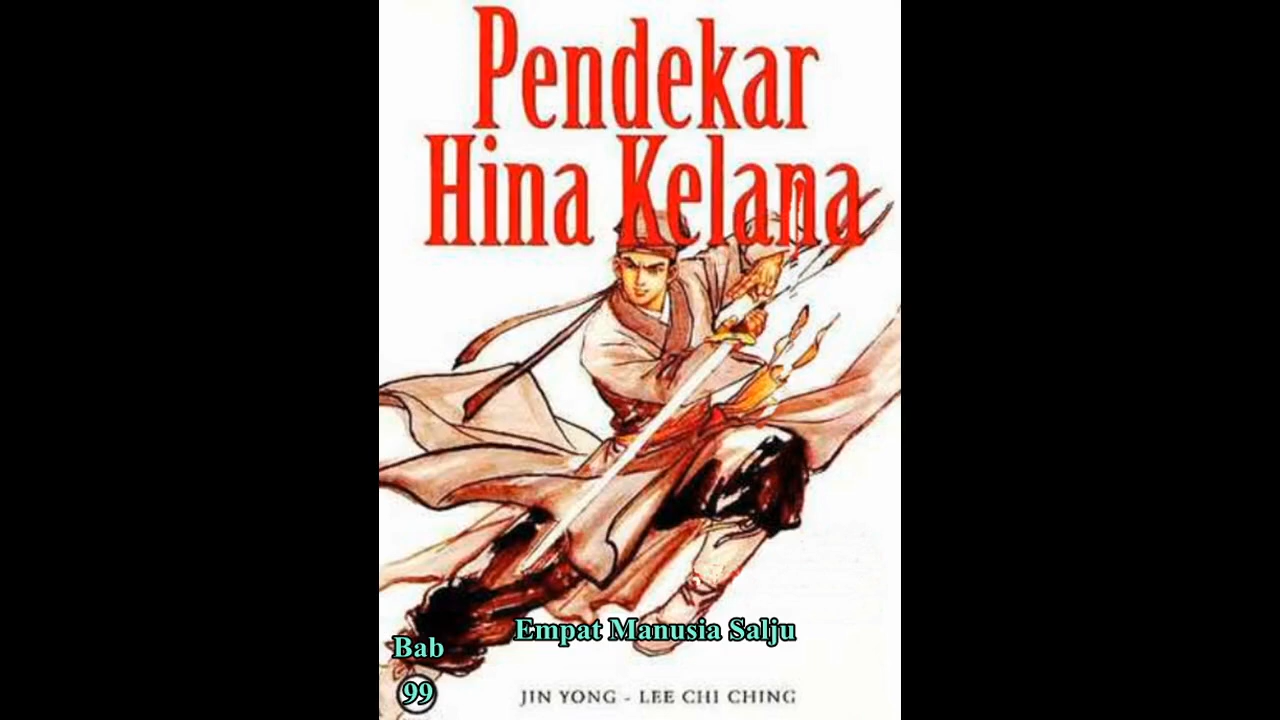 Pendekar
Hina Kelana
Empat Manusia Salju
Bab
99
JIN YONG - LEE CHI CHING